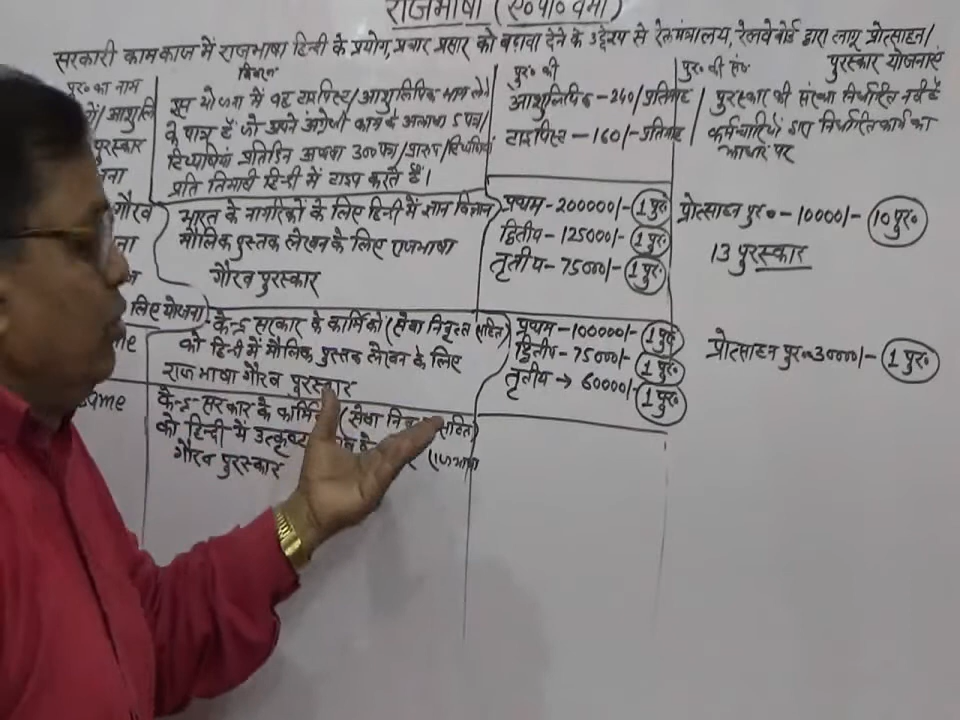 राजभाषा (ए०पी० वर्मा)
सरकारी कामकाज में राजभाषा हिन्दी के प्रयोग, प्रचार प्रसार को बढ़ावा देने के उद्देश्य से रेलमंत्रालय, रेलवे बोर्ड द्वारा लागू प्रोत्साहन/
पुरस्कार योजनाएं
पुर० का नाम
विवरण
पुर० की
पुर० की सं०
/आशुलि
पुरस्कार
इस योजना में वह टाइपिस्ट/आशुलिपिक भाग लेने
के पात्र हैं जो अपने अंग्रेजी काम के अलावा 5 पत्र/
टिप्पणियां प्रतिदिन अथवा 300 पत्र/प्रारूप/टिप्पणियां
प्रति तिमाही हिन्दी में टाइप करते हैं।
आशुलिपिक - 240/प्रतिमाह
टाइपिस्ट - 160/- प्रतिमाह
पुरस्कार की संख्या निर्धारित नहीं है
कर्मचारियों द्वारा निर्धारित कार्य का
आधार पर
गौरव
भारत के नागरिकों के लिए हिन्दी में ज्ञान विज्ञान
मौलिक पुस्तक लेखन के लिए राजभाषा
गौरव पुरस्कार
प्रथम - 200000/- 1 पुर०
द्वितीय - 125000/- 1 पुर०
तृतीय - 75000/- 1 पुर०
प्रोत्साहन पुर० - 10000/- 10 पुर०
13 पुरस्कार
लिए योजना
केन्द्र सरकार के कार्मिकों (सेवा निवृत्त सहित)
को हिन्दी में मौलिक पुस्तक लेखन के लिए
राजभाषा गौरव पुरस्कार
प्रथम - 100000/- 1 पुर०
द्वितीय - 75000/- 1 पुर०
तृतीय → 60000/- 1 पुर०
प्रोत्साहन पुर० 30000/- 1 पुर०
same
केन्द्र सरकार के कार्मि (सेवा निवृ सहित)
को हिन्दी में उत्कृष्ट राजभाषा
गौरव पुरस्कार